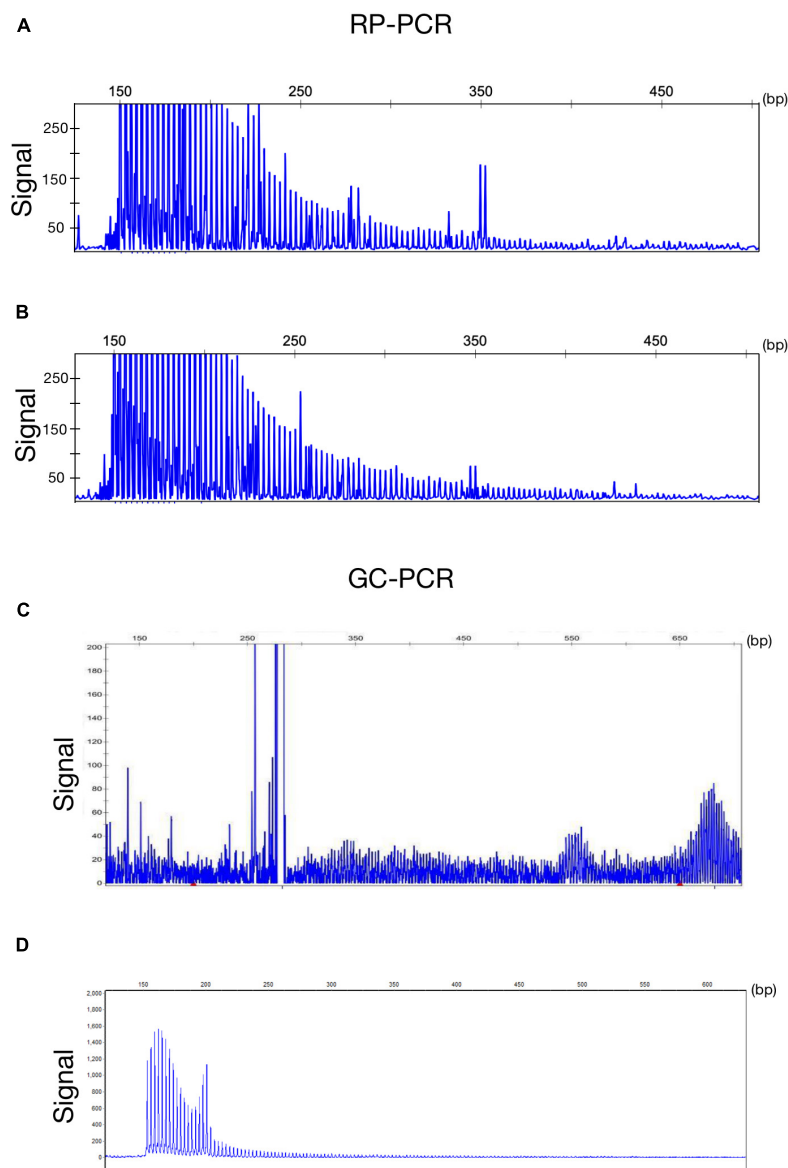 A
RP-PCR
150 250 350 450 (bp)
250
150
50
Signal
B
150 250 350 450 (bp)
250
150
50
Signal
GC-PCR
C
150 250 350 450 550 650 (bp)
200
180
160
140
120
100
80
60
40
20
0
Signal
D
150 200 250 300 350 400 450 500 550 600 (bp)
2,000
1,800
1,600
1,400
1,200
1,000
800
600
400
200
0
Signal